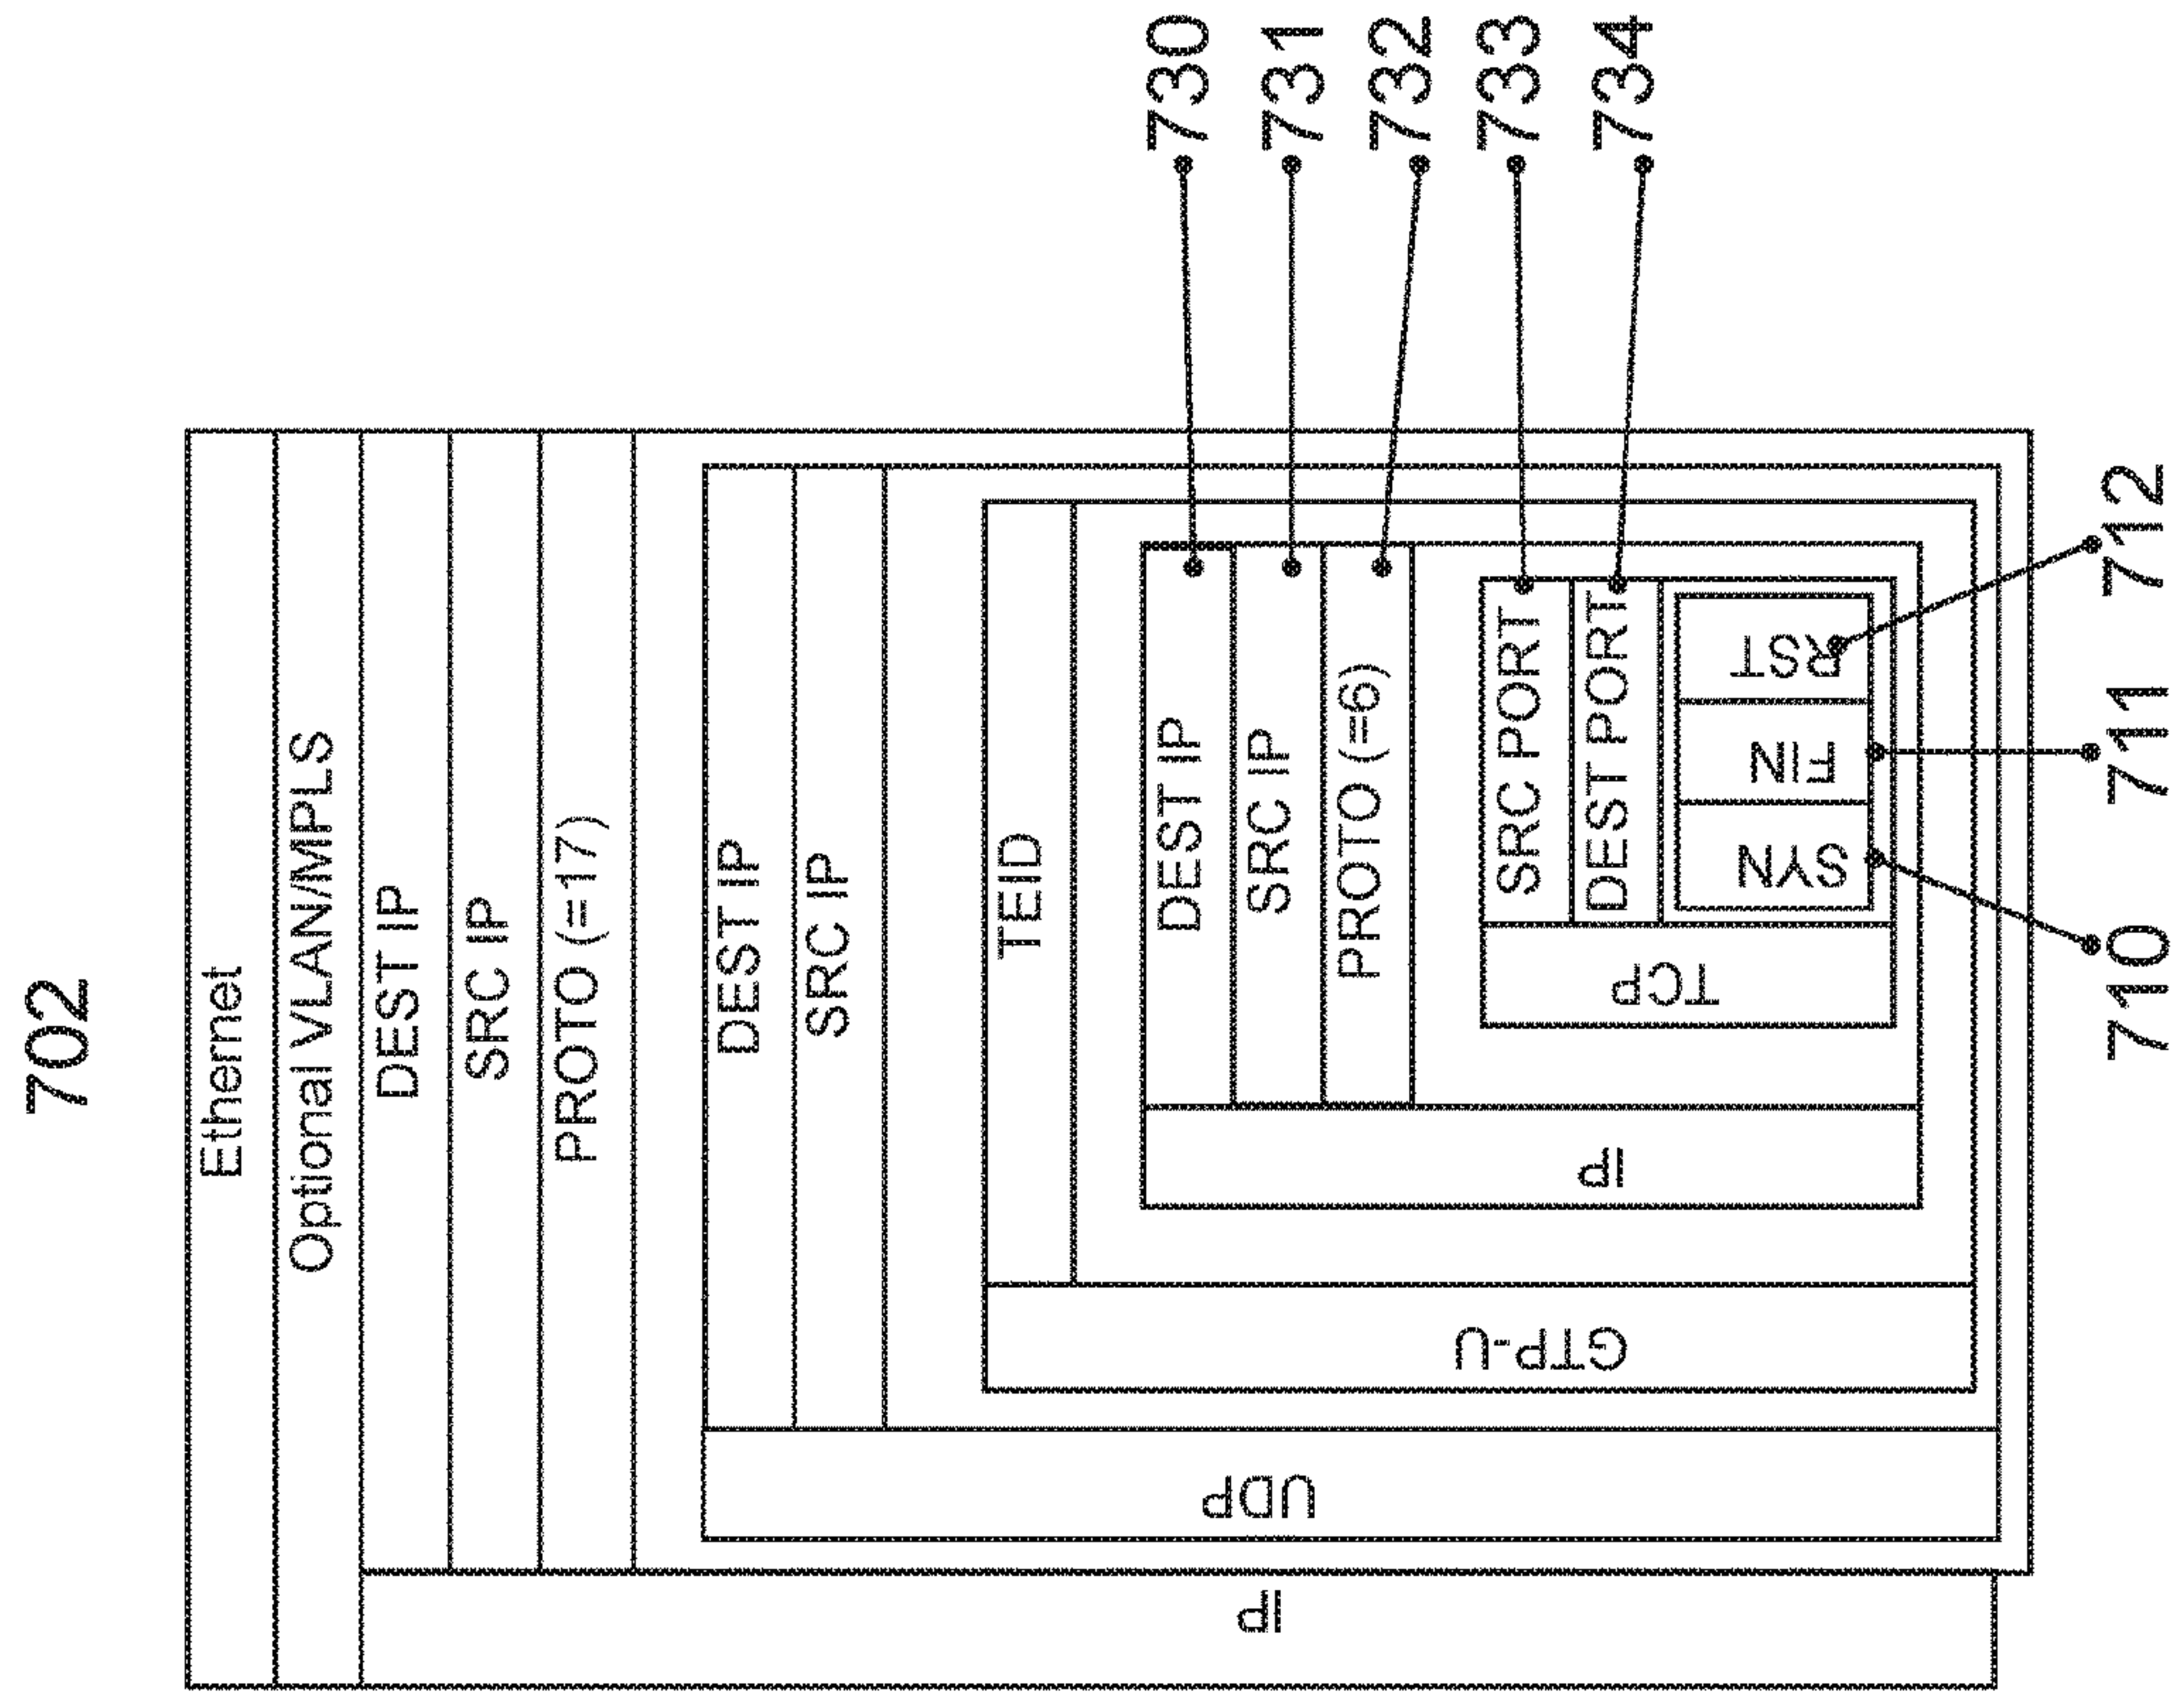 702
Ethernet
Optional VLAN/MPLS
IP
DEST IP
SRC IP
PROTO (=17)
UDP
DEST IP
SRC IP
GTP-U
TEID
IP
DEST IP
SRC IP
PROTO (=6)
TCP
SRC PORT
DEST PORT
SYN
FIN
RST
730
731
732
733
734
710
711
712